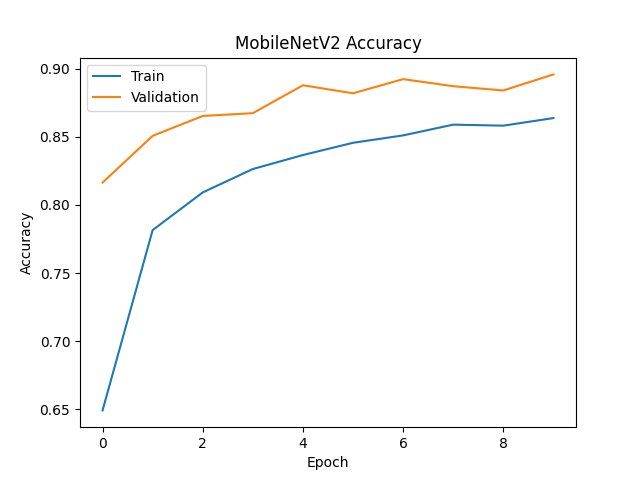 MobileNetV2 Accuracy
Train
Validation
Accuracy
0.90
0.85
0.80
0.75
0.70
0.65
0 2 4 6 8
Epoch